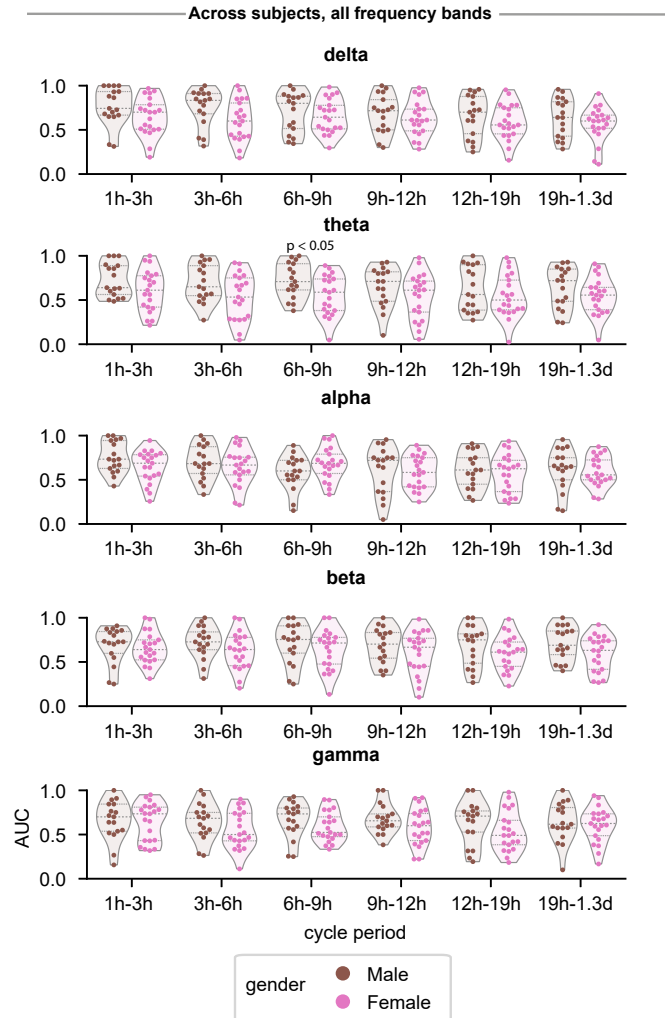 Across subjects, all frequency bands
delta
1.0
0.5
0.0
1h-3h 3h-6h 6h-9h 9h-12h 12h-19h 19h-1.3d
theta
p < 0.05
1.0
0.5
0.0
1h-3h 3h-6h 6h-9h 9h-12h 12h-19h 19h-1.3d
alpha
1.0
0.5
0.0
1h-3h 3h-6h 6h-9h 9h-12h 12h-19h 19h-1.3d
beta
1.0
0.5
0.0
1h-3h 3h-6h 6h-9h 9h-12h 12h-19h 19h-1.3d
gamma
1.0
AUC
0.5
0.0
1h-3h 3h-6h 6h-9h 9h-12h 12h-19h 19h-1.3d
cycle period
gender
Male
Female